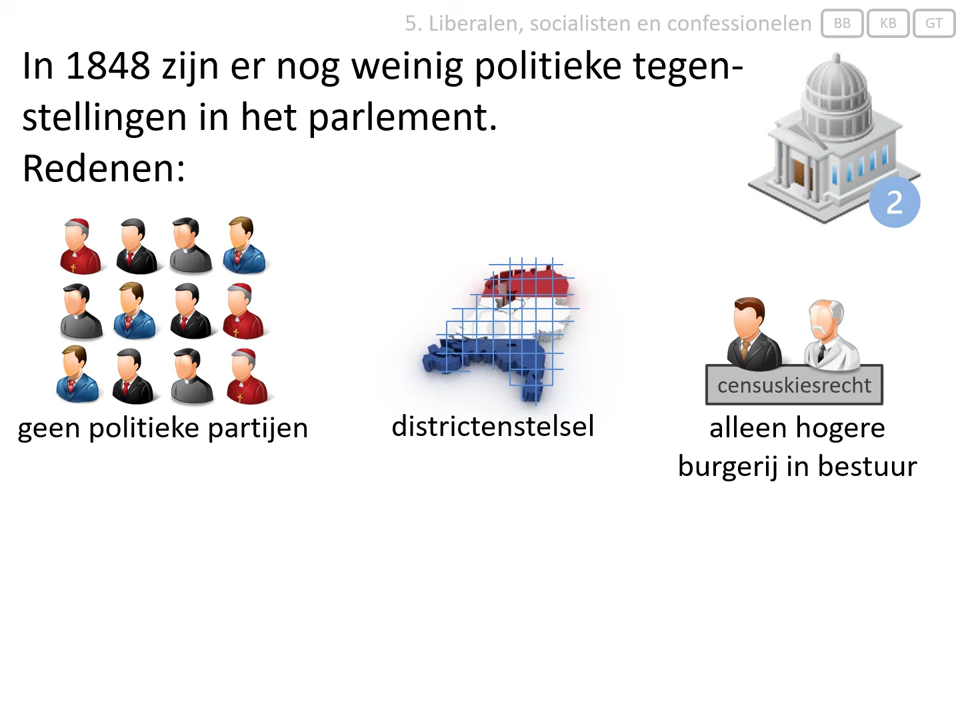 5. Liberalen, socialisten en confessionelen BB KB GT
In 1848 zijn er nog weinig politieke tegen-
stellingen in het parlement.
Redenen:
2
geen politieke partijen
districtenstelsel
censuskiesrecht
alleen hogere
burgerij in bestuur